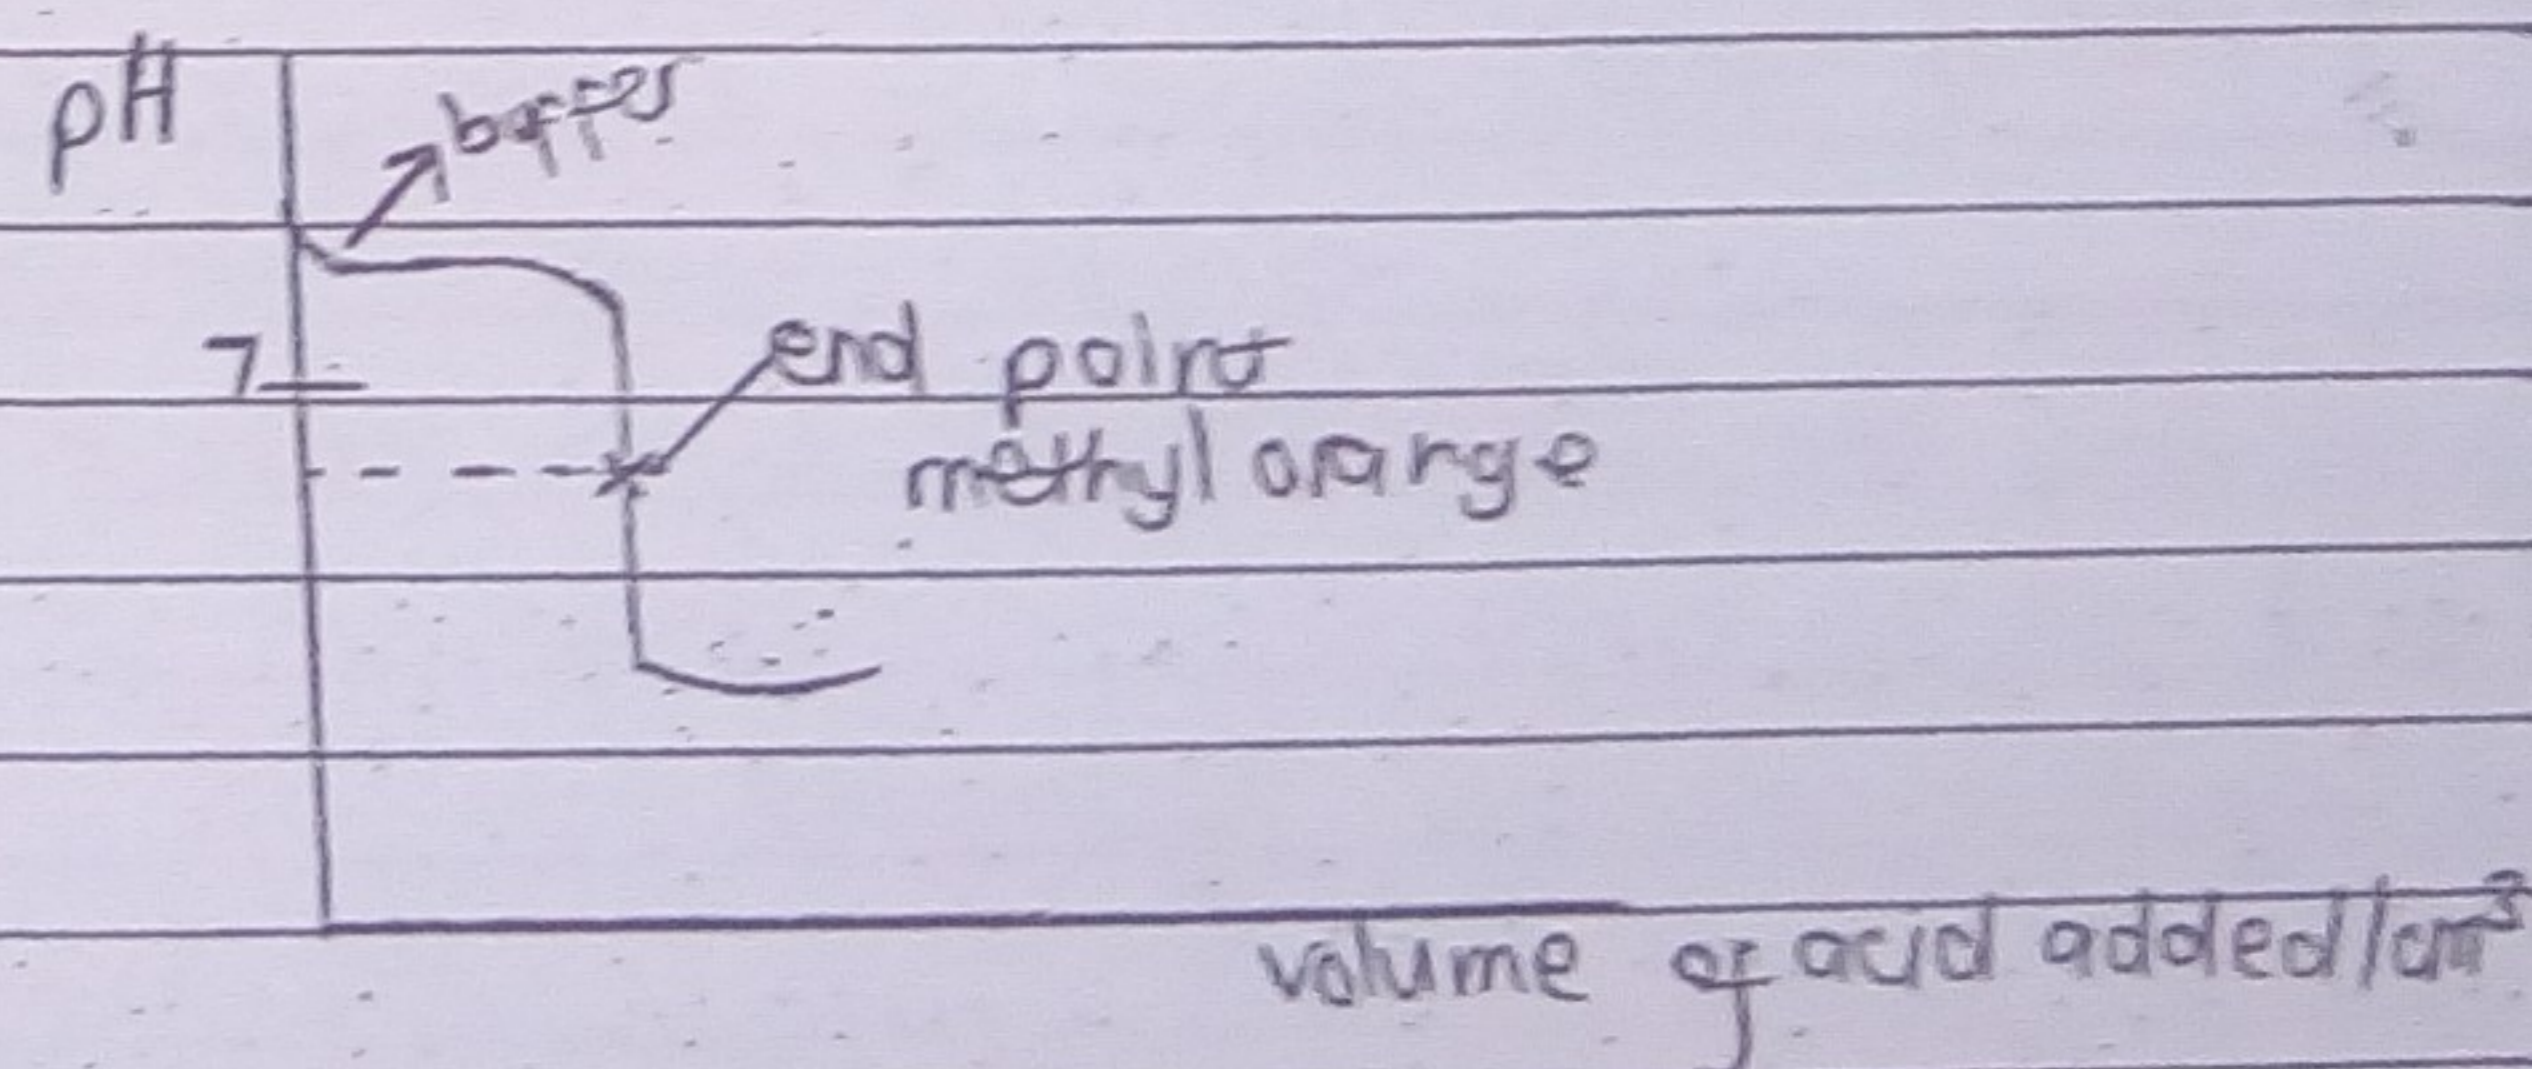 pH
buffer
7
end point
methyl orange
volume of acid added/cm³